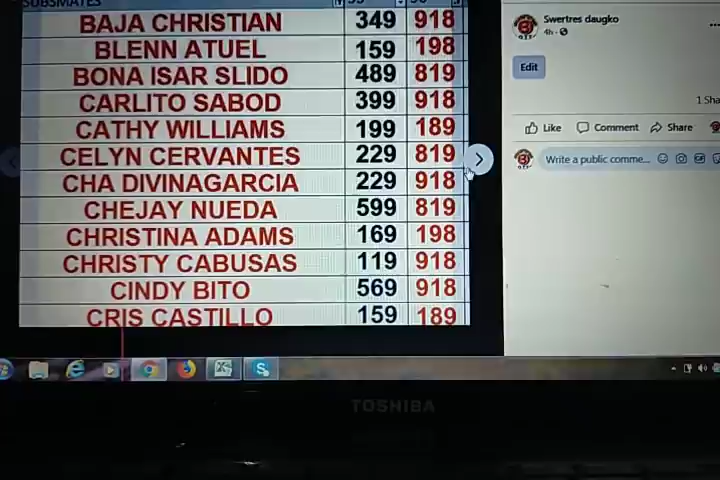 SUBSMATES
BAJA CHRISTIAN 349 918
BLENN ATUEL 159 198
BONA ISAR SLIDO 489 819
CARLITO SABOD 399 918
CATHY WILLIAMS 199 189
CELYN CERVANTES 229 819
CHA DIVINAGARCIA 229 918
CHEJAY NUEDA 599 819
CHRISTINA ADAMS 169 198
CHRISTY CABUSAS 119 918
CINDY BITO 569 918
CRIS CASTILLO 159 189
Swertres daugko
4h
Edit
1 Sha
Like Comment Share
Write a public comme...
TOSHIBA